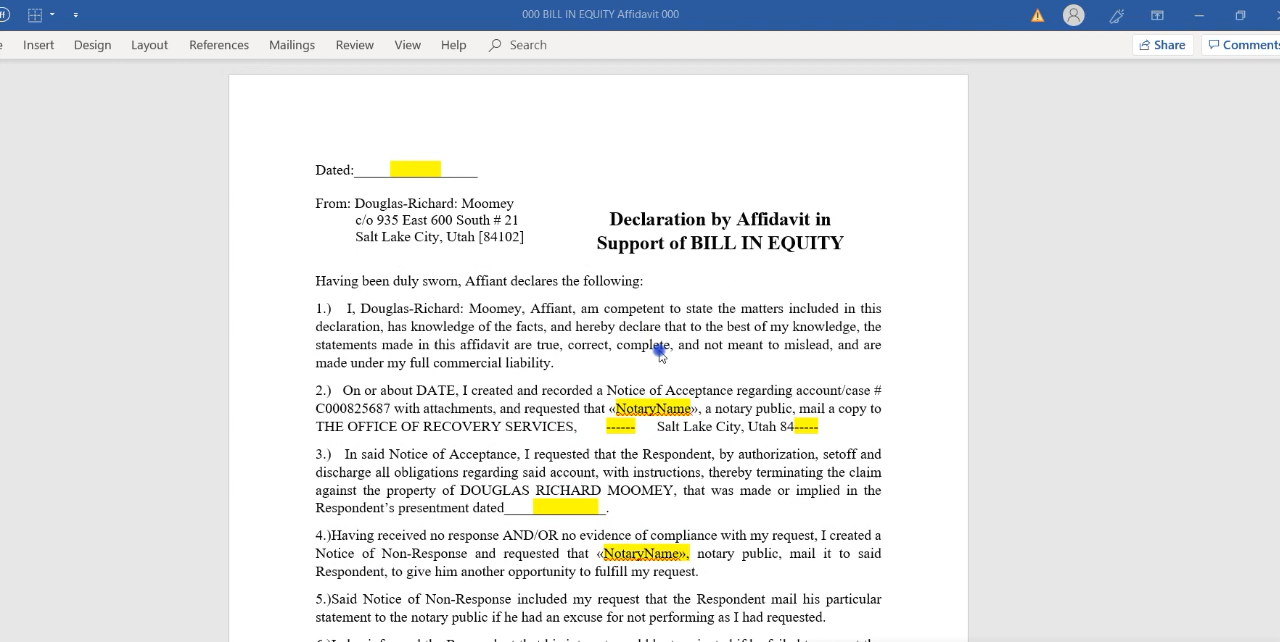 000 BILL IN EQUITY Affidavit 000
Insert Design Layout References Mailings Review View Help Search Share Comments
Dated:
From: Douglas-Richard: Moomey
c/o 935 East 600 South # 21
Salt Lake City, Utah [84102]
Declaration by Affidavit in
Support of BILL IN EQUITY
Having been duly sworn, Affiant declares the following:
1.) I, Douglas-Richard: Moomey, Affiant, am competent to state the matters included in this
declaration, has knowledge of the facts, and hereby declare that to the best of my knowledge, the
statements made in this affidavit are true, correct, complete, and not meant to mislead, and are
made under my full commercial liability.
2.) On or about DATE, I created and recorded a Notice of Acceptance regarding account/case #
C000825687 with attachments, and requested that «NotaryName», a notary public, mail a copy to
THE OFFICE OF RECOVERY SERVICES, ------ Salt Lake City, Utah 84-----
3.) In said Notice of Acceptance, I requested that the Respondent, by authorization, setoff and
discharge all obligations regarding said account, with instructions, thereby terminating the claim
against the property of DOUGLAS RICHARD MOOMEY, that was made or implied in the
Respondent's presentment dated____ ____.
4.)Having received no response AND/OR no evidence of compliance with my request, I created a
Notice of Non-Response and requested that «NotaryName», notary public, mail it to said
Respondent, to give him another opportunity to fulfill my request.
5.)Said Notice of Non-Response included my request that the Respondent mail his particular
statement to the notary public if he had an excuse for not performing as I had requested.